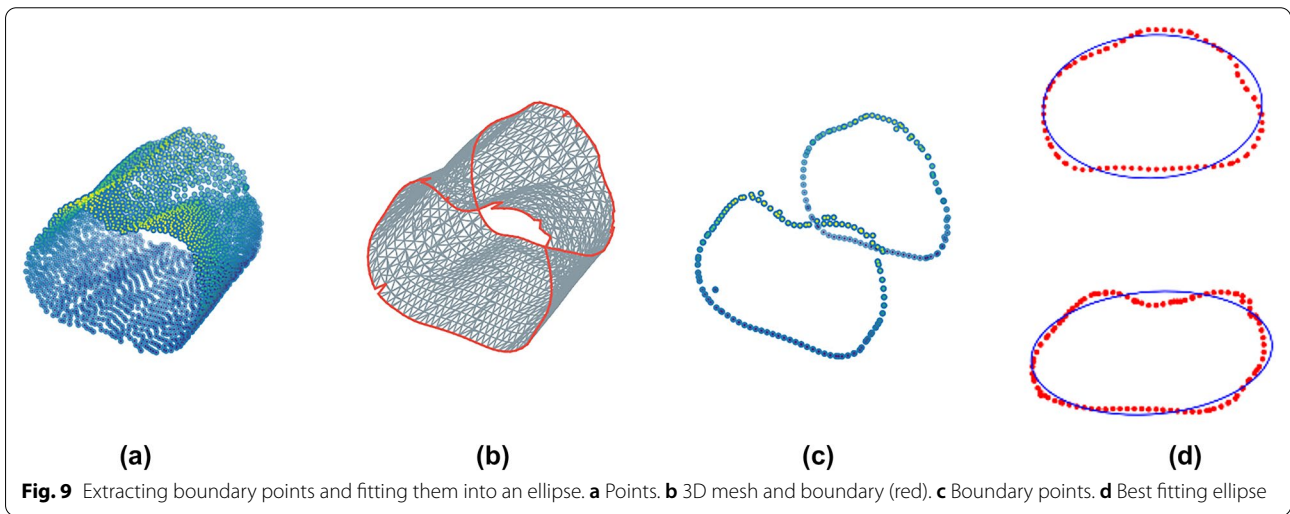 (a)
(b)
(c)
(d)
Fig. 9 Extracting boundary points and fitting them into an ellipse. a Points. b 3D mesh and boundary (red). c Boundary points. d Best fitting ellipse